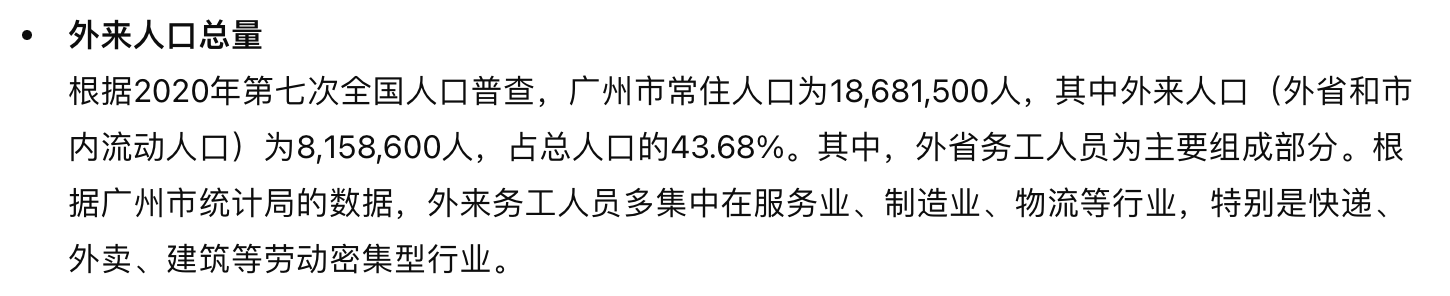 • 外来人口总量
根据2020年第七次全国人口普查，广州市常住人口为18,681,500人，其中外来人口（外省和市
内流动人口）为8,158,600人，占总人口的43.68%。其中，外省务工人员为主要组成部分。根
据广州市统计局的数据，外来务工人员多集中在服务业、制造业、物流等行业，特别是快递、
外卖、建筑等劳动密集型行业。